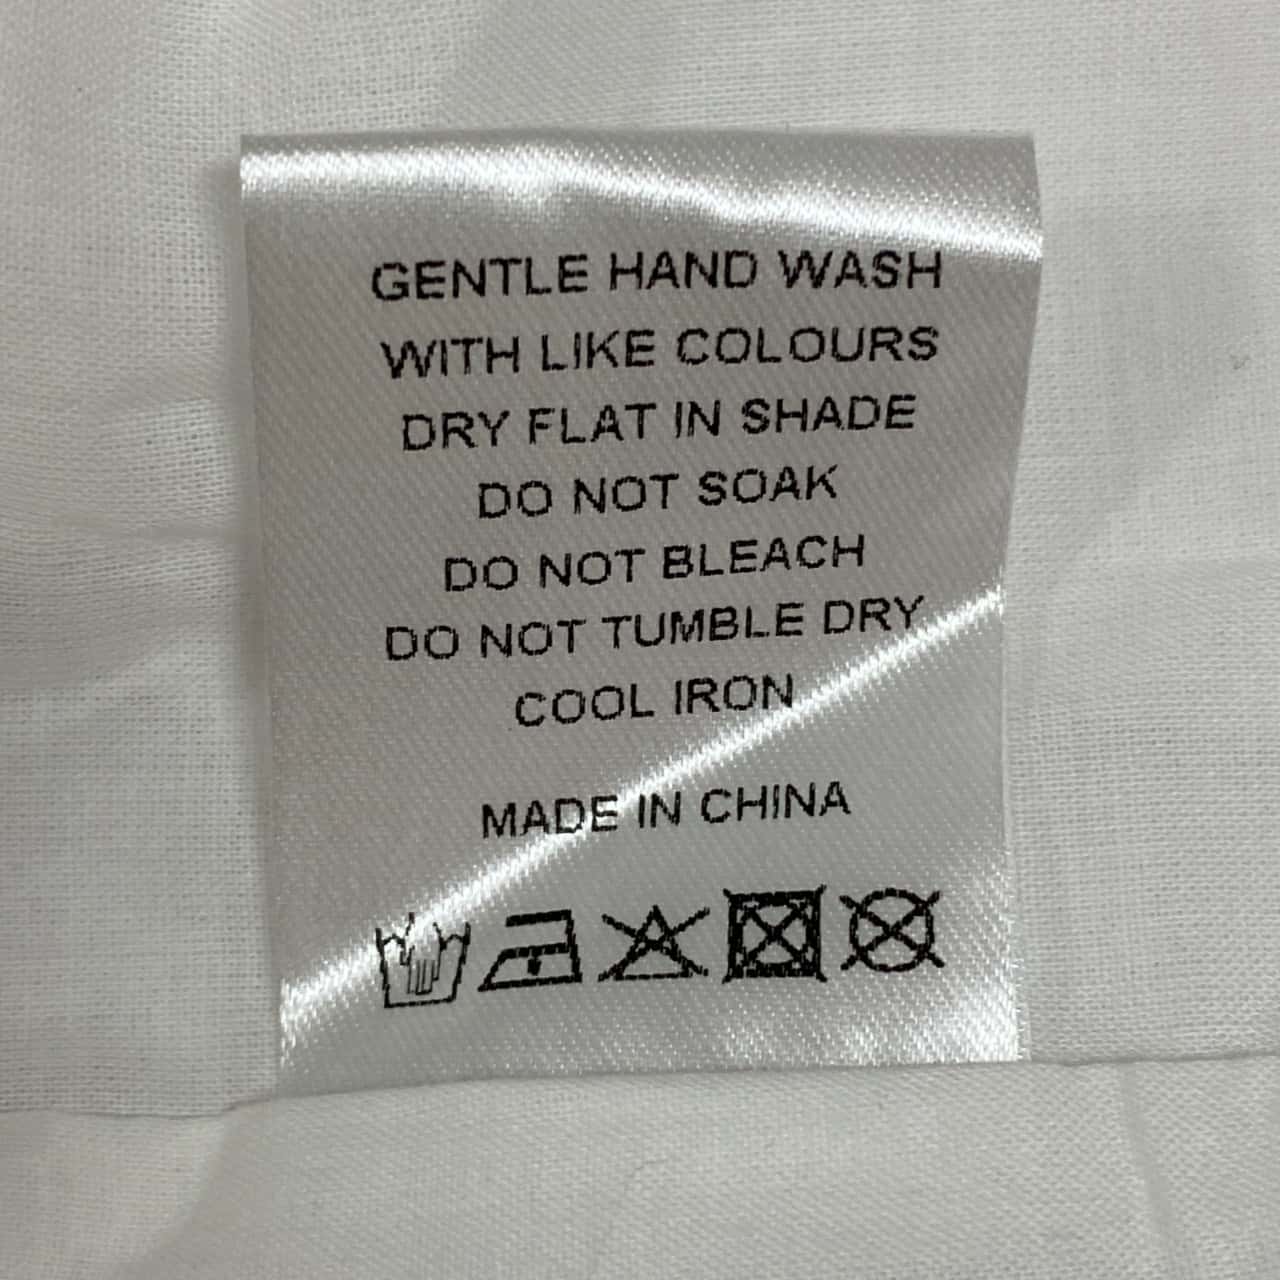 GENTLE HAND WASH
WITH LIKE COLOURS
DRY FLAT IN SHADE
DO NOT SOAK
DO NOT BLEACH
DO NOT TUMBLE DRY
COOL IRON
MADE IN CHINA